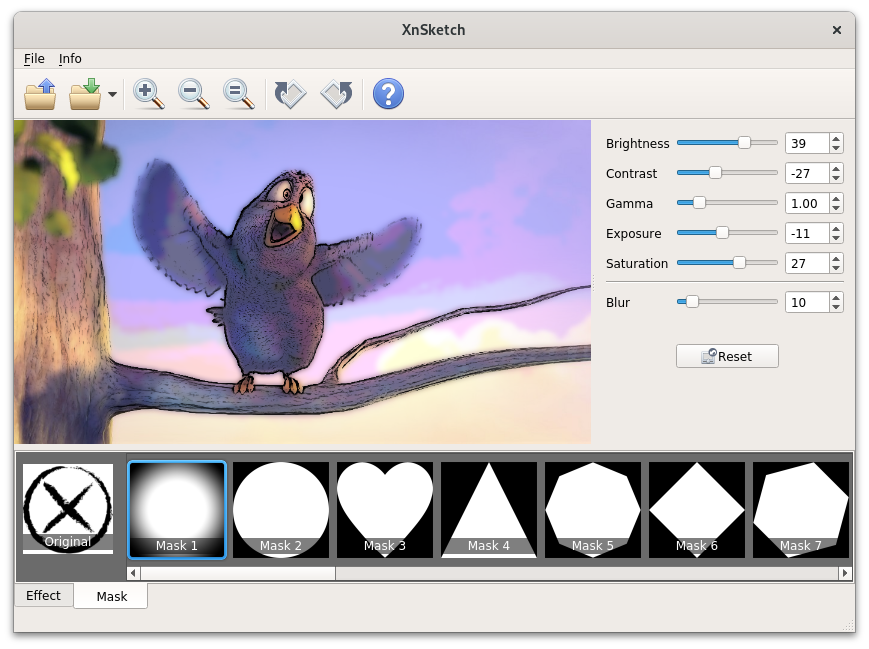 XnSketch
File Info
Brightness 39
Contrast -27
Gamma 1.00
Exposure -11
Saturation 27
Blur 10
Reset
Original Mask 1 Mask 2 Mask 3 Mask 4 Mask 5 Mask 6 Mask 7
Effect Mask